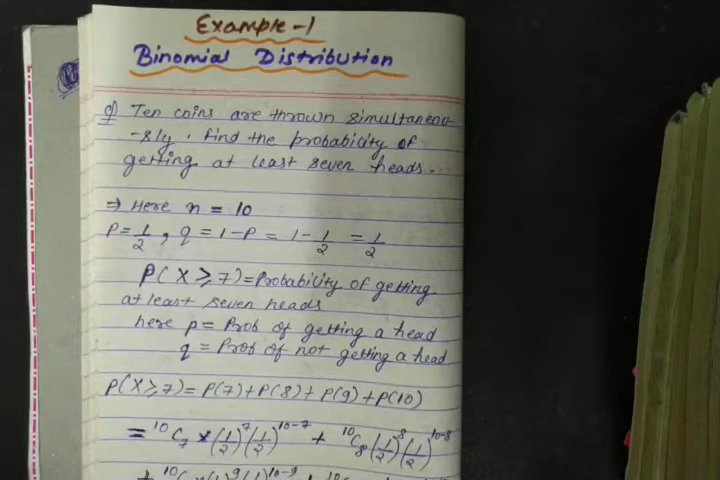 Example-1
Binomial Distribution
Q) Ten coins are thrown simultaneou
-sly. find the probability of
getting at least seven heads.
⇒ Here n = 10
P = 1/2, q = 1-P = 1 - 1/2 = 1/2
P(X ≥ 7) = Probability of getting
at least seven heads
here p = Prob of getting a head
q = Prob of not getting a head
P(X ≥ 7) = P(7) + P(8) + P(9) + P(10)
= ¹⁰C₇ × (1/2)⁷ (1/2)¹⁰⁻⁷ + ¹⁰C₈ (1/2)⁸ (1/2)¹⁰⁻⁸